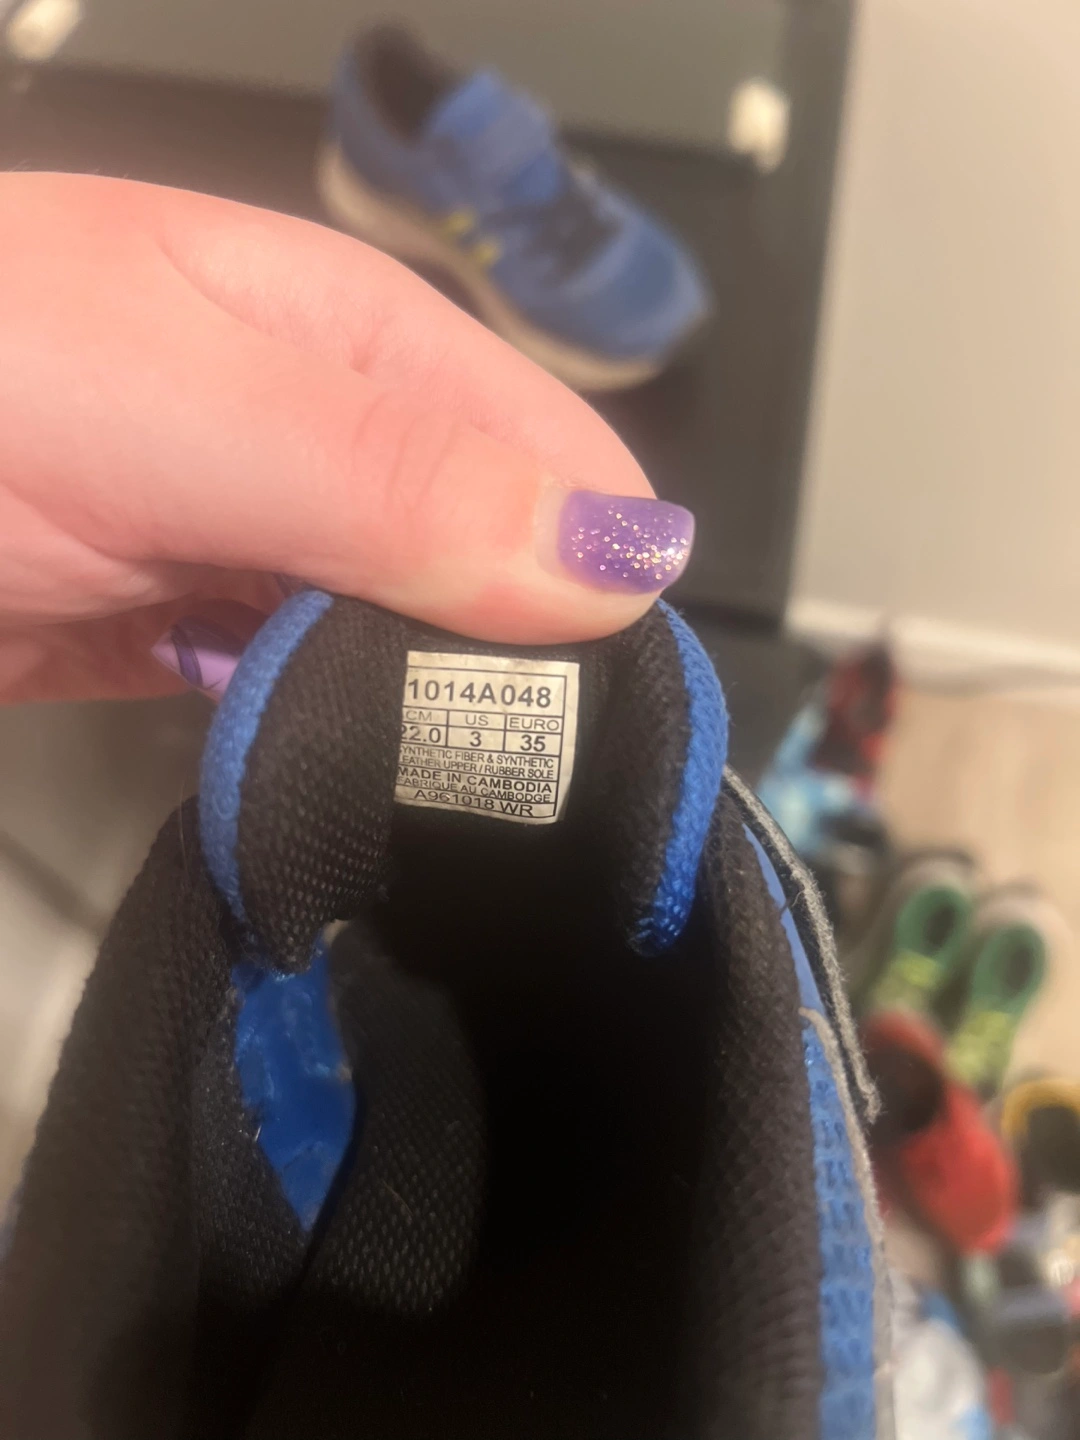 1014A048
CM US EURO
22.0 3 35
SYNTHETIC FIBER & SYNTHETIC
LEATHER UPPER / RUBBER SOLE
MADE IN CAMBODIA
FABRIQUE AU CAMBODGE
A961018 WR